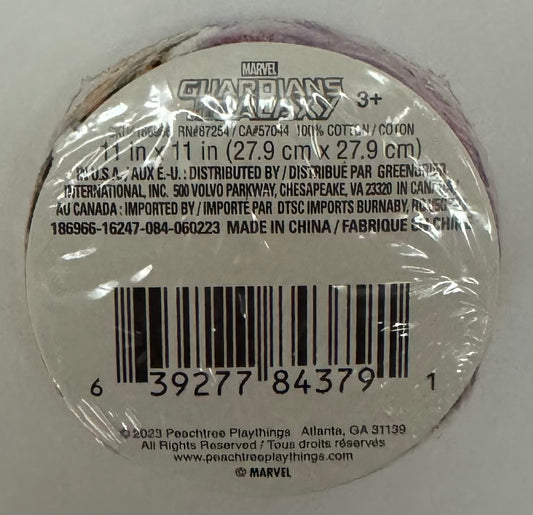 MARVEL
GUARDIANS
GALAXY 3+
RN#87254 / CA#57044 100% COTTON / COTON
11 in x 11 in (27.9 cm x 27.9 cm)
IN U.S.A. / AUX É.-U.: DISTRIBUTED BY / DISTRIBUÉ PAR GREENBRIER
INTERNATIONAL, INC. 500 VOLVO PARKWAY, CHESAPEAKE, VA 23320 IN CANADA /
AU CANADA : IMPORTED BY / IMPORTÉ PAR DTSC IMPORTS BURNABY,
186966-16247-084-060223 MADE IN CHINA / FABRIQUÉ EN CHINE
6 39277 84379 1
©2023 Peachtree Playthings Atlanta, GA 31139
All Rights Reserved / Tous droits réservés
www.peachtreeplaythings.com
© MARVEL